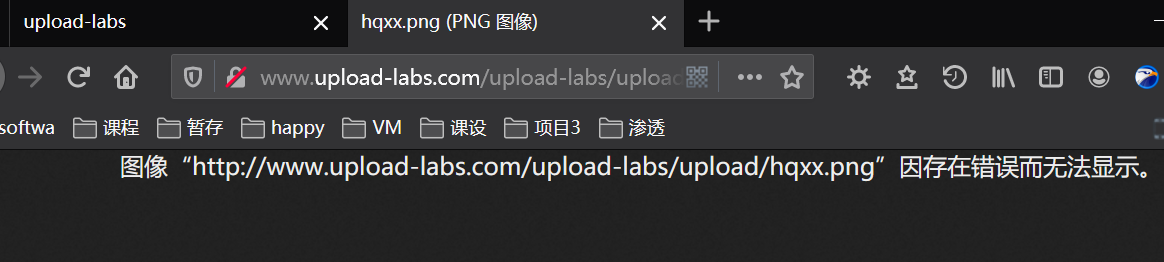 upload-labs
hqxx.png (PNG 图像)
www.upload-labs.com/upload-labs/upload
softwa 课程 暂存 happy VM 课设 项目3 渗透
图像“http://www.upload-labs.com/upload-labs/upload/hqxx.png”因存在错误而无法显示。